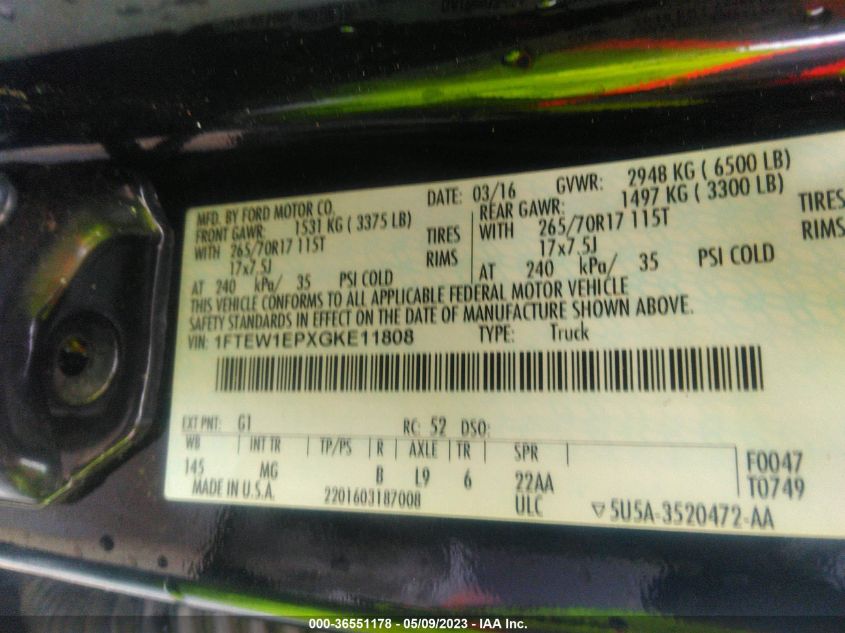 MFD. BY FORD MOTOR CO. DATE: 03/16 GVWR: 2948 KG ( 6500 LB)
FRONT GAWR: 1531 KG ( 3375 LB) REAR GAWR: 1497 KG ( 3300 LB)
WITH 265/70R17 115T TIRES WITH 265/70R17 115T TIRES
17x7.5J RIMS 17x7.5J RIMS
AT 240 kPa/ 35 PSI COLD AT 240 kPa/ 35 PSI COLD
THIS VEHICLE CONFORMS TO ALL APPLICABLE FEDERAL MOTOR VEHICLE
SAFETY STANDARDS IN EFFECT ON THE DATE OF MANUFACTURE SHOWN ABOVE.
VIN: 1FTEW1EPXGKE11808 TYPE: Truck
EXT PNT: G1 RC: 52 DSO:
WB INT TR TP/PS R AXLE TR SPR
145 MG B L9 6 22AA F0047
MADE IN U.S.A. 2201603187008 ULC T0749
▽5U5A-3520472-AA
000-36551178 - 05/09/2023 - IAA Inc.